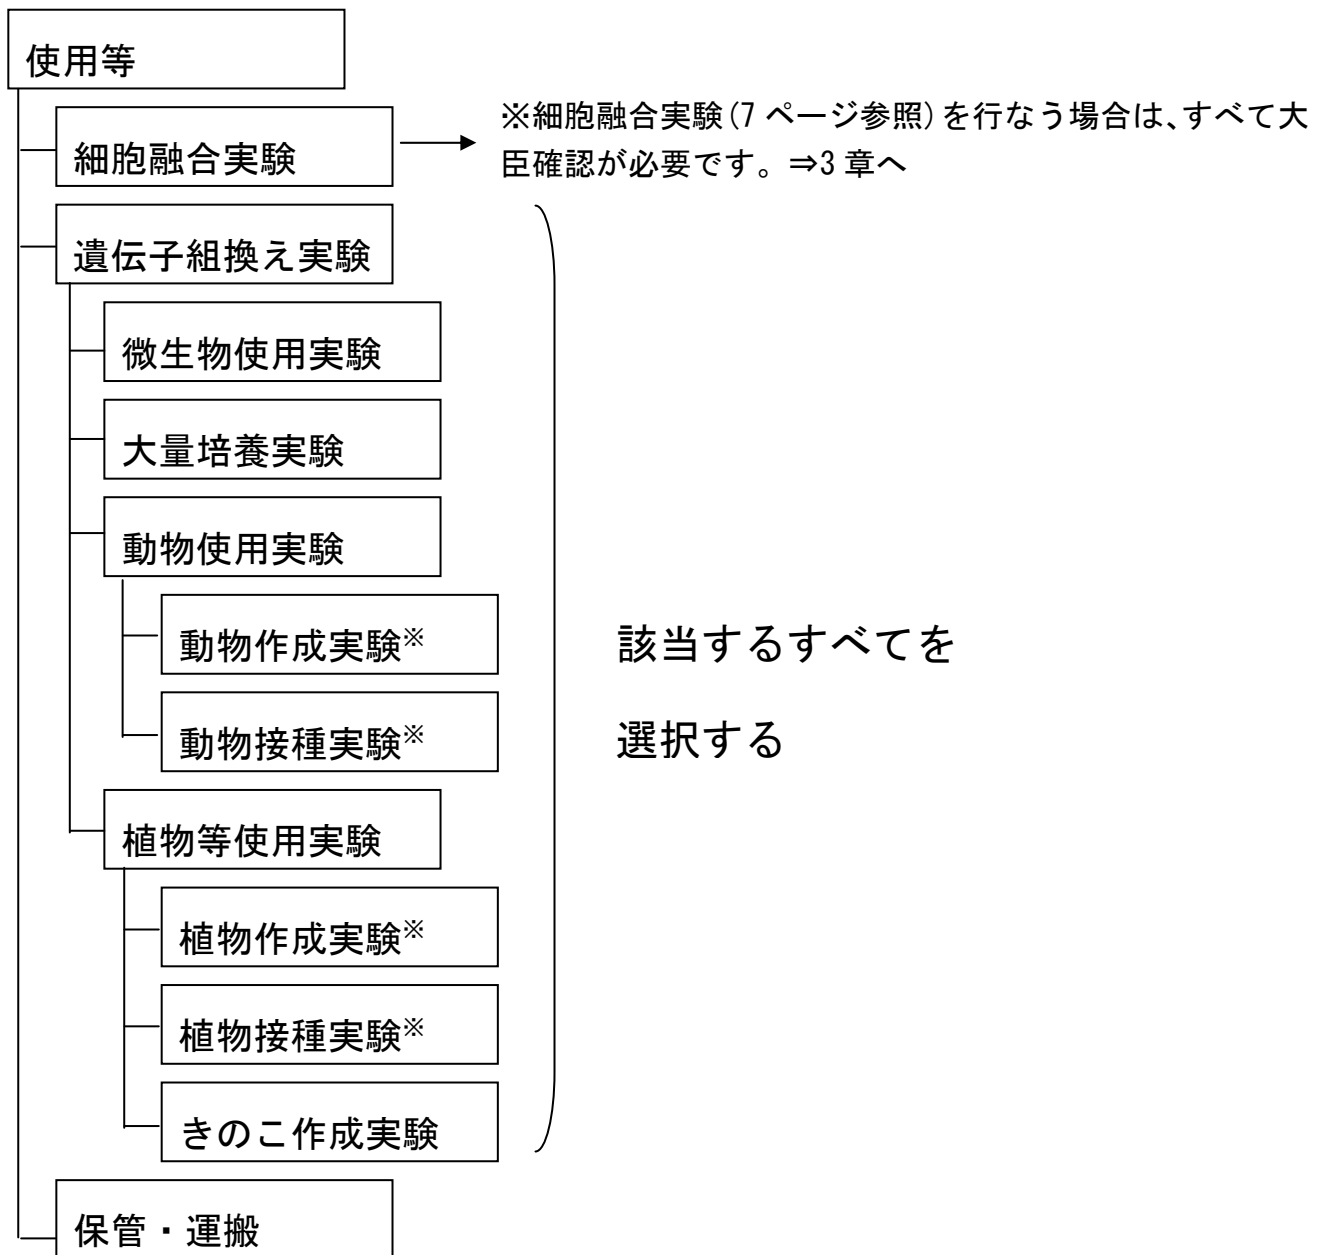 使用等
細胞融合実験
※細胞融合実験(7 ページ参照)を行なう場合は、すべて大
臣確認が必要です。⇒3 章へ
遺伝子組換え実験
微生物使用実験
大量培養実験
動物使用実験
動物作成実験※
動物接種実験※
該当するすべてを
選択する
植物等使用実験
植物作成実験※
植物接種実験※
きのこ作成実験
保管・運搬